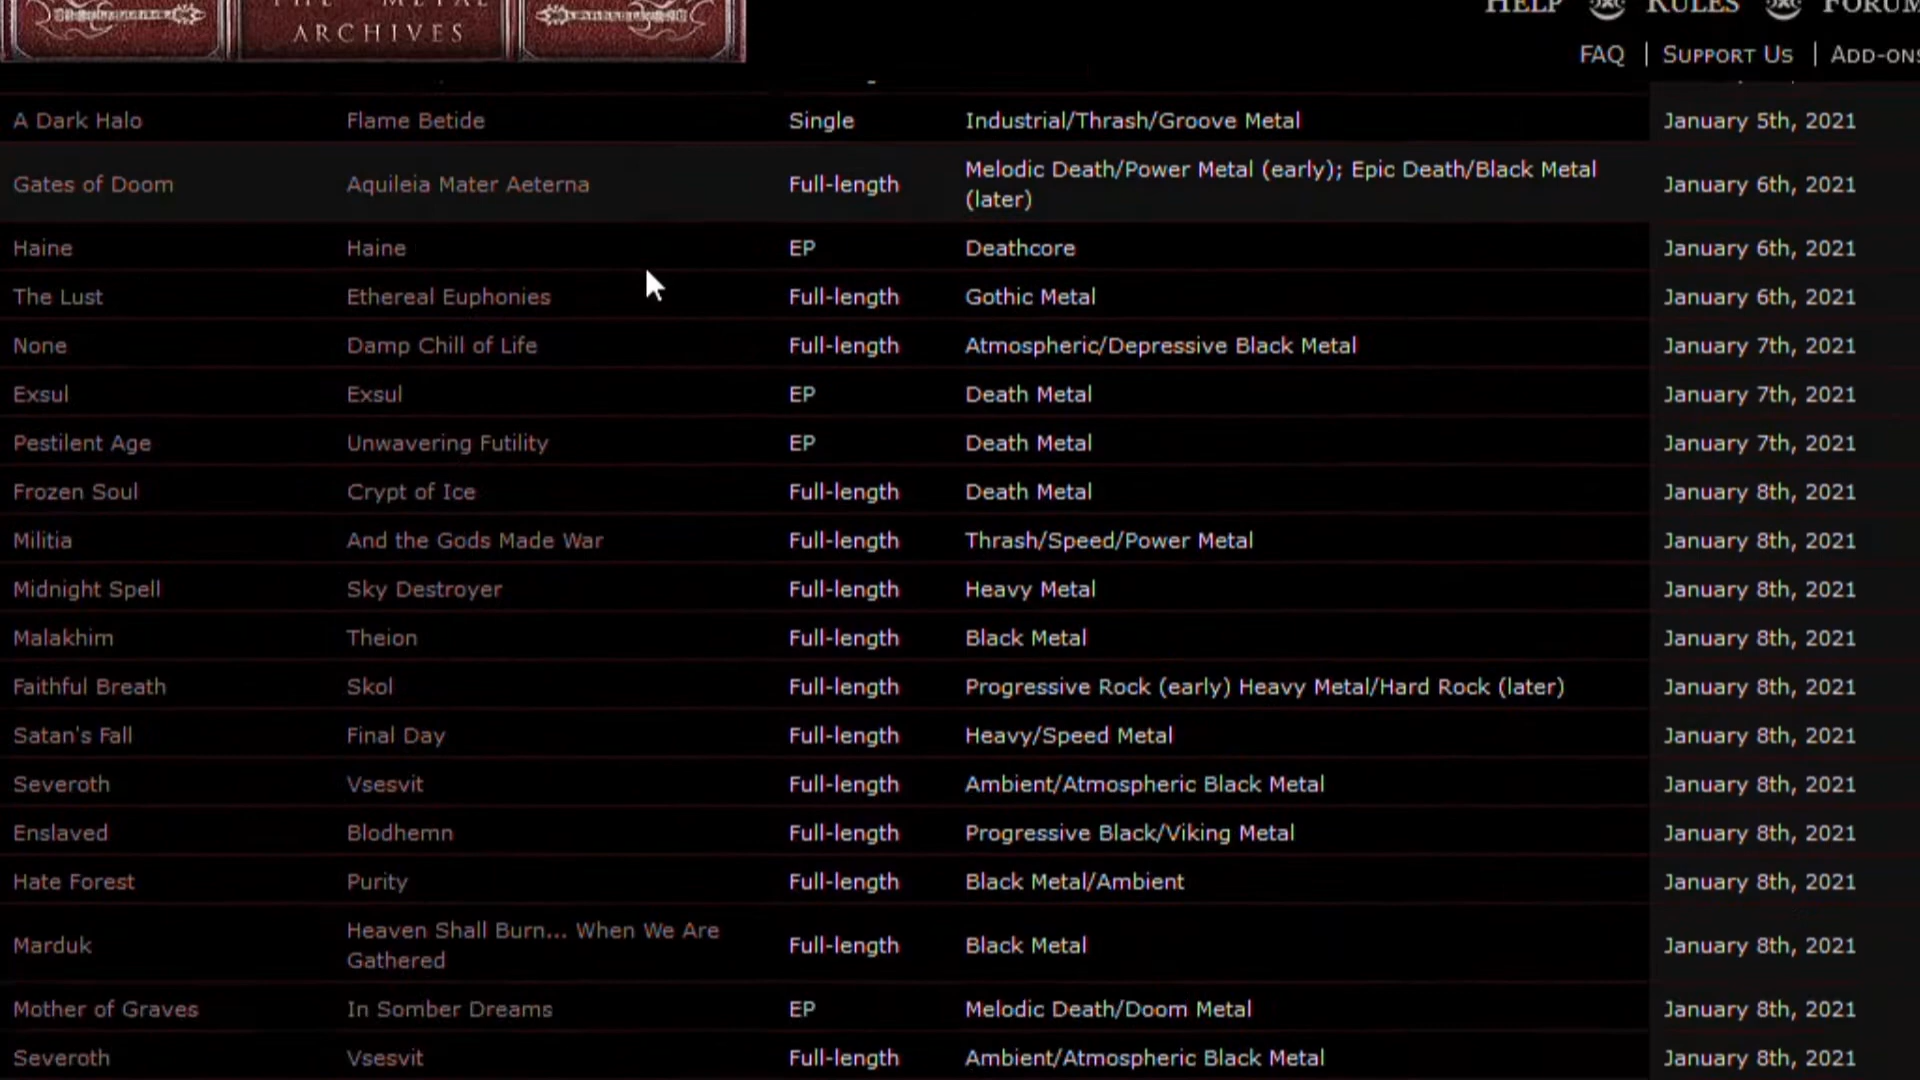 THE METAL
ARCHIVES
HELP RULES FORUM
FAQ | SUPPORT US | ADD-ONS
A Dark Halo Flame Betide Single Industrial/Thrash/Groove Metal January 5th, 2021
Gates of Doom Aquileia Mater Aeterna Full-length Melodic Death/Power Metal (early); Epic Death/Black Metal January 6th, 2021
(later)
Haine Haine EP Deathcore January 6th, 2021
The Lust Ethereal Euphonies Full-length Gothic Metal January 6th, 2021
None Damp Chill of Life Full-length Atmospheric/Depressive Black Metal January 7th, 2021
Exsul Exsul EP Death Metal January 7th, 2021
Pestilent Age Unwavering Futility EP Death Metal January 7th, 2021
Frozen Soul Crypt of Ice Full-length Death Metal January 8th, 2021
Militia And the Gods Made War Full-length Thrash/Speed/Power Metal January 8th, 2021
Midnight Spell Sky Destroyer Full-length Heavy Metal January 8th, 2021
Malakhim Theion Full-length Black Metal January 8th, 2021
Faithful Breath Skol Full-length Progressive Rock (early) Heavy Metal/Hard Rock (later) January 8th, 2021
Satan's Fall Final Day Full-length Heavy/Speed Metal January 8th, 2021
Severoth Vsesvit Full-length Ambient/Atmospheric Black Metal January 8th, 2021
Enslaved Blodhemn Full-length Progressive Black/Viking Metal January 8th, 2021
Hate Forest Purity Full-length Black Metal/Ambient January 8th, 2021
Marduk Heaven Shall Burn... When We Are Full-length Black Metal January 8th, 2021
Gathered
Mother of Graves In Somber Dreams EP Melodic Death/Doom Metal January 8th, 2021
Severoth Vsesvit Full-length Ambient/Atmospheric Black Metal January 8th, 2021